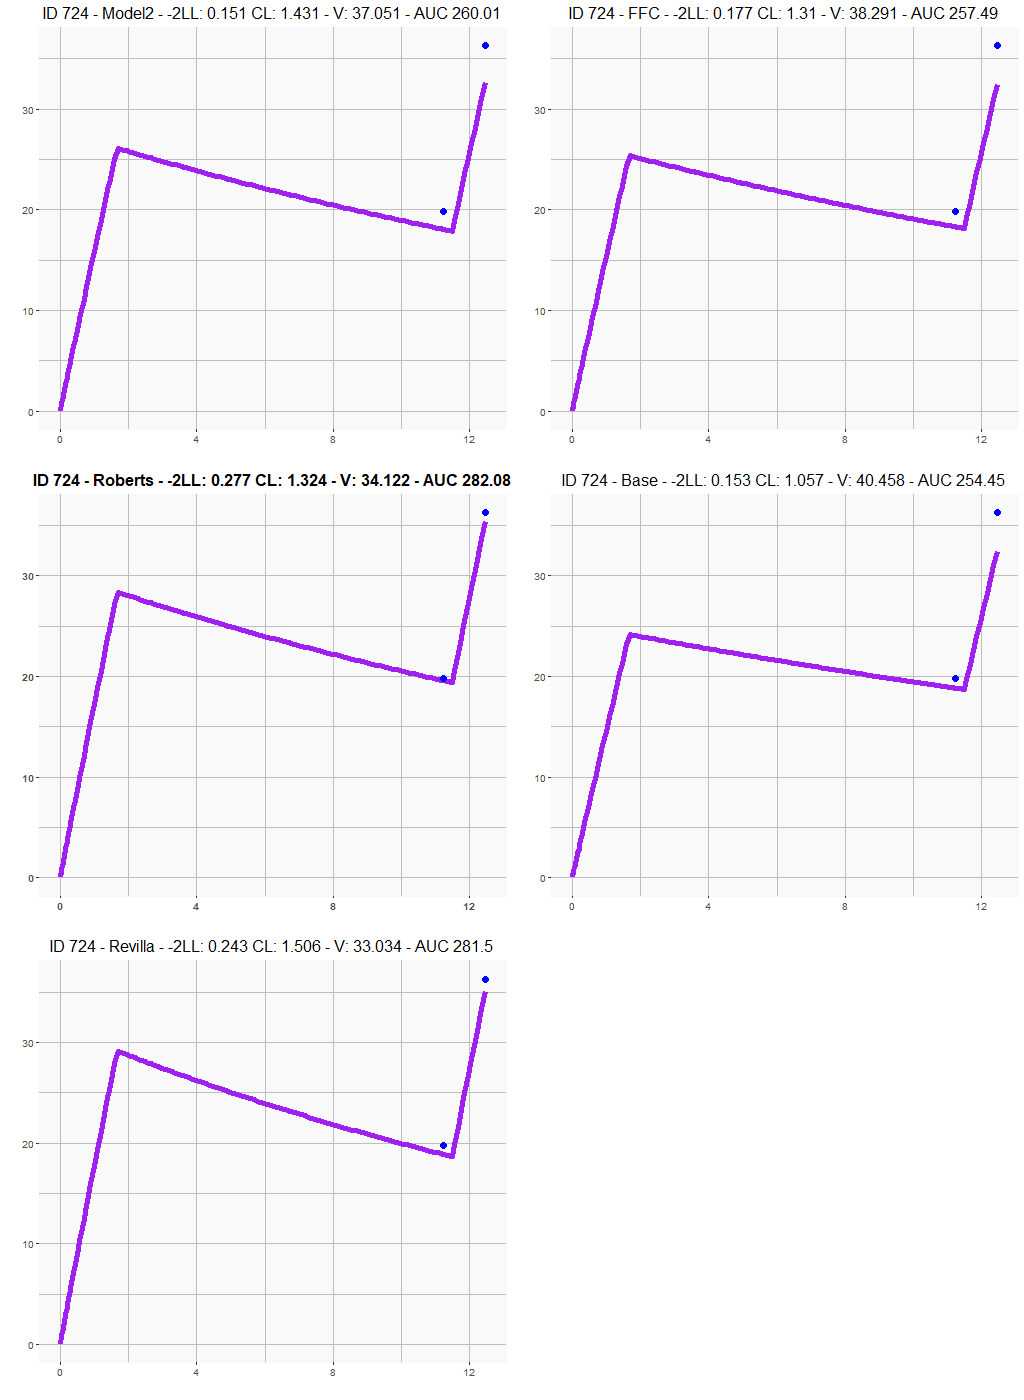 ID 724 - Model2 - -2LL: 0.151 CL: 1.431 - V: 37.051 - AUC 260.01
30
20
10
0
0 4 8 12
ID 724 - FFC - -2LL: 0.177 CL: 1.31 - V: 38.291 - AUC 257.49
30
20
10
0
0 4 8 12
ID 724 - Roberts - -2LL: 0.277 CL: 1.324 - V: 34.122 - AUC 282.08
30
20
10
0
0 4 8 12
ID 724 - Base - -2LL: 0.153 CL: 1.057 - V: 40.458 - AUC 254.45
30
20
10
0
0 4 8 12
ID 724 - Revilla - -2LL: 0.243 CL: 1.506 - V: 33.034 - AUC 281.5
30
20
10
0
0 4 8 12